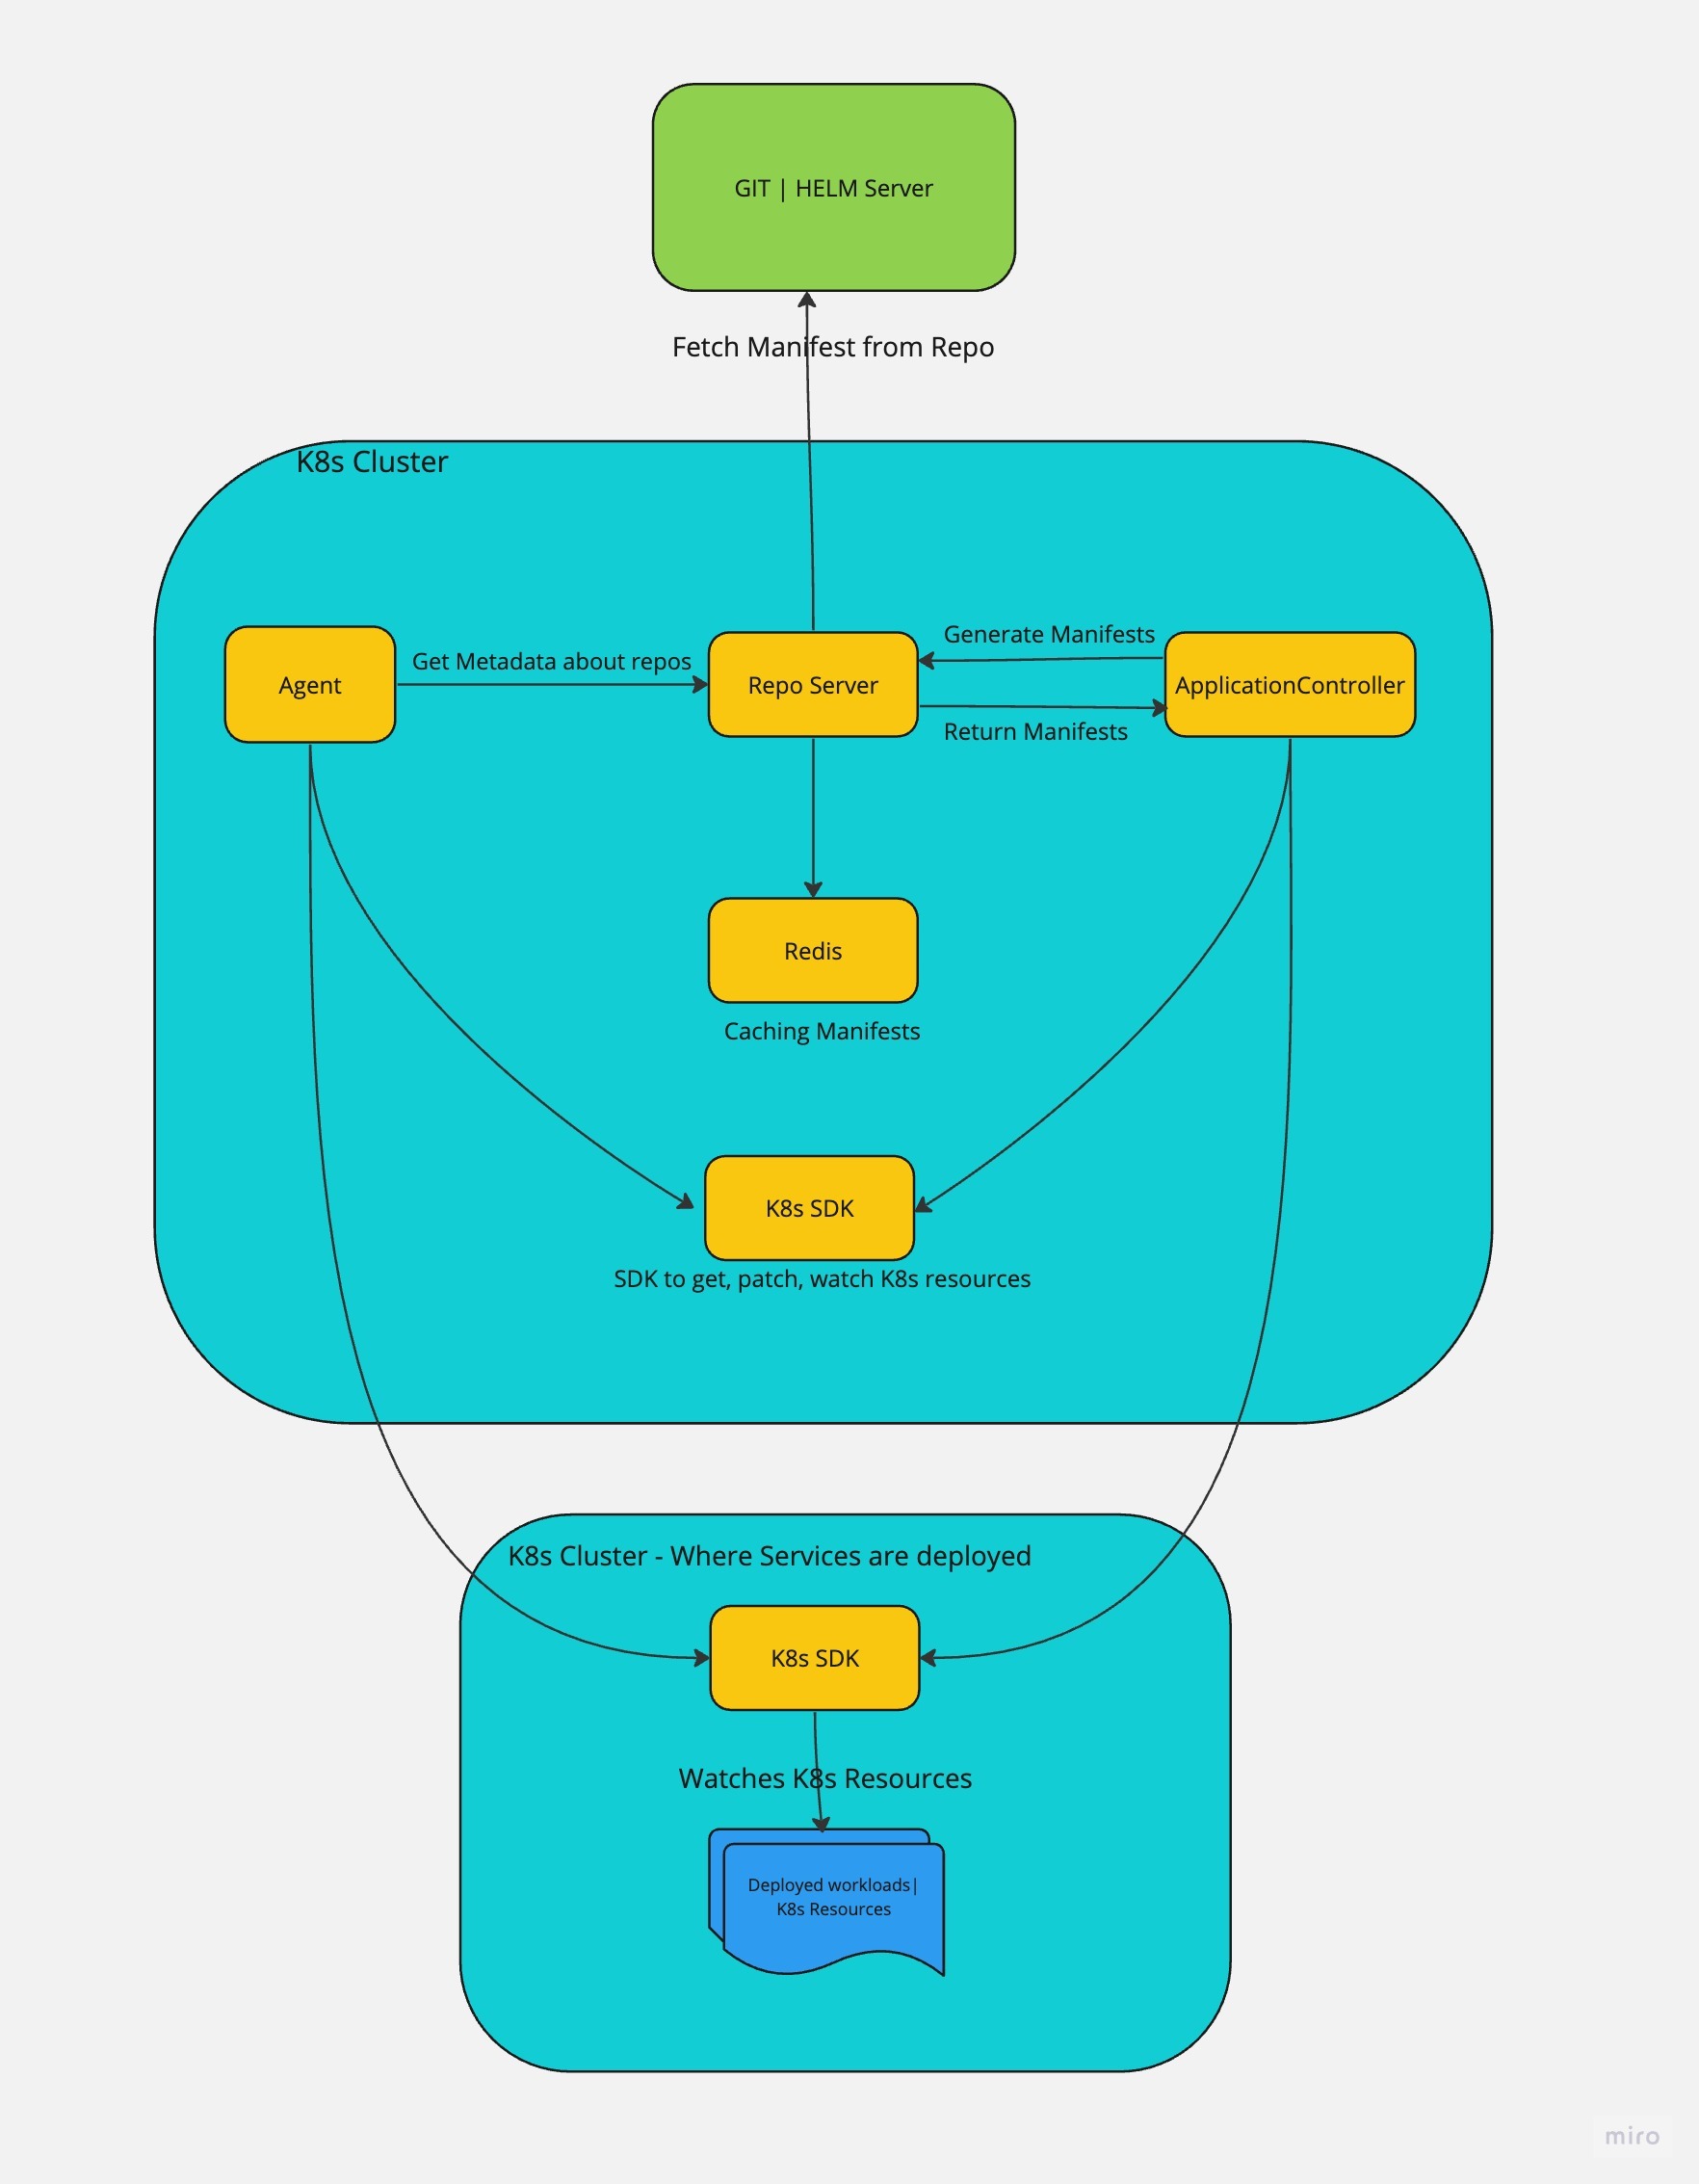 GIT | HELM Server
Fetch Manifest from Repo
K8s Cluster
Agent
Get Metadata about repos
Repo Server
Generate Manifests
Return Manifests
ApplicationController
Redis
Caching Manifests
K8s SDK
SDK to get, patch, watch K8s resources
K8s Cluster - Where Services are deployed
K8s SDK
Watches K8s Resources
Deployed workloads|
K8s Resources
miro